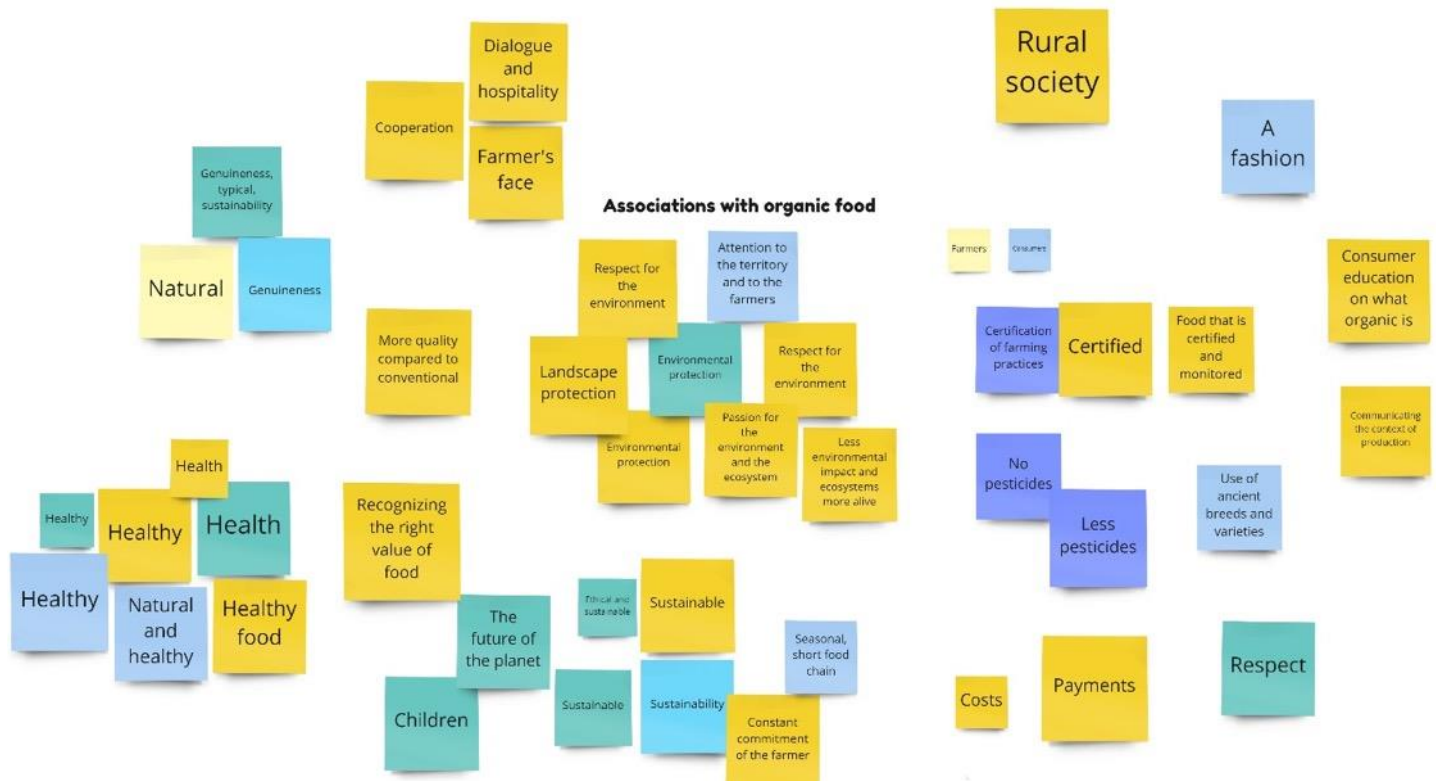 Dialogue
and
hospitality
Cooperation
Farmer's
face
Rural
society
A
fashion
Genuineness,
typical,
sustainability
Natural
Genuineness
Associations with organic food
Respect for
the
environment
Attention to
the territory
and to the
farmers
Farmers
Consumers
Consumer
education
on what
organic is
More quality
compared to
conventional
Landscape
protection
Environmental
protection
Respect for
the
environment
Certification
of farming
practices
Certified
Food that is
certified
and
monitored
Environmental
protection
Passion for
the
environment
and the
ecosystem
Less
environmental
impact and
ecosystems
more alive
Communicating
the context of
production
Health
Healthy
Healthy
Health
Healthy
Natural
and
healthy
Healthy
food
Recognizing
the right
value of
food
No
pesticides
Less
pesticides
Use of
ancient
breeds and
varieties
The
future of
the planet
Children
Ethical and
sustainable
Sustainable
Sustainable
Sustainability
Seasonal,
short food
chain
Constant
commitment
of the farmer
Costs
Payments
Respect